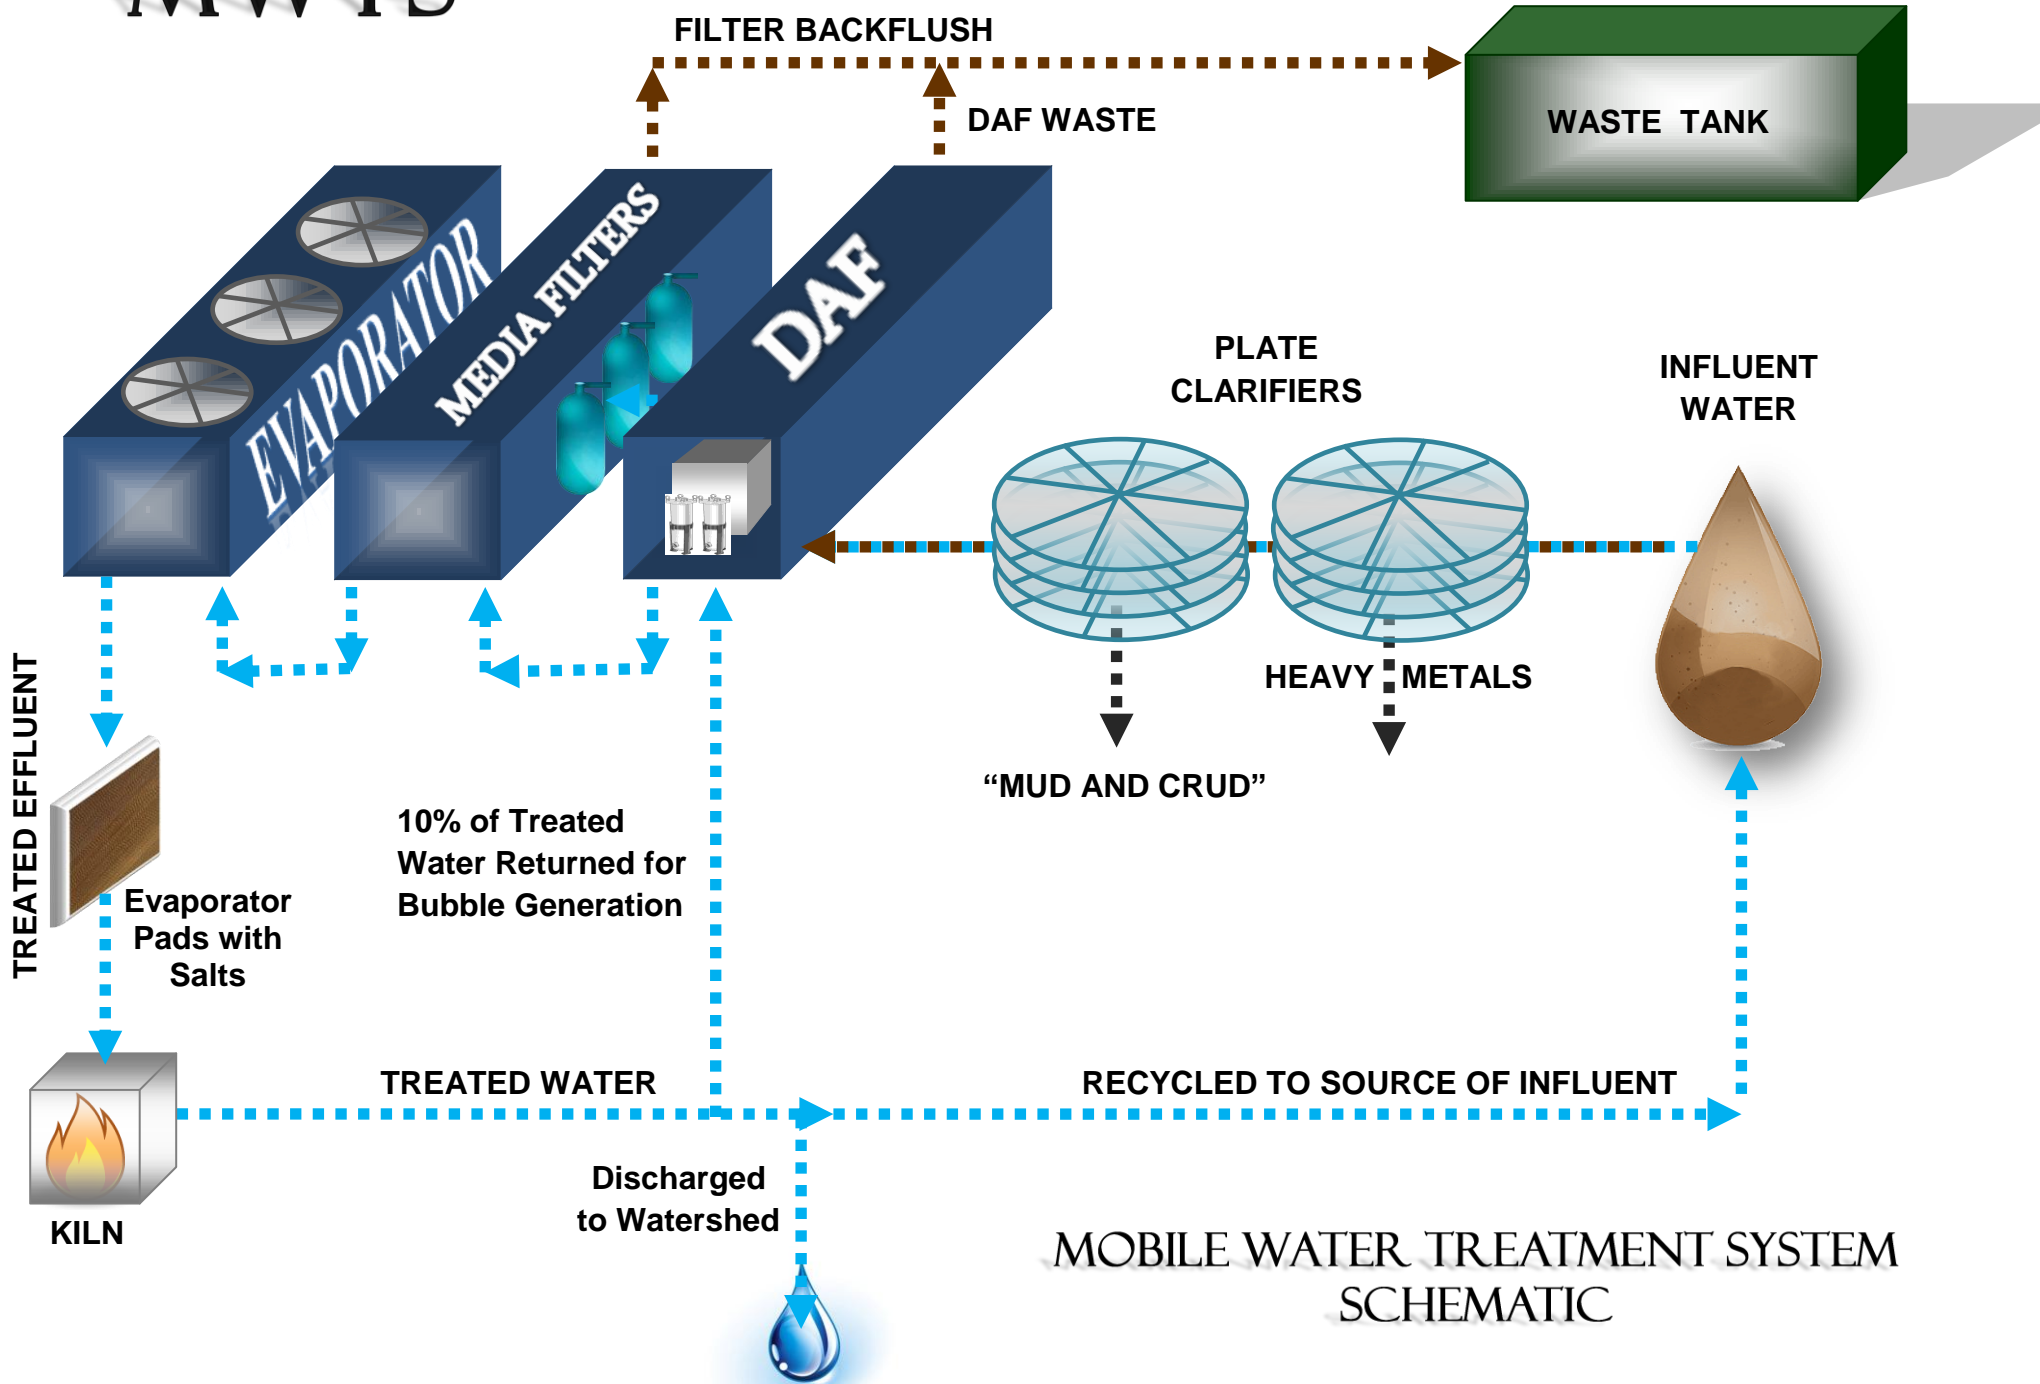 MWTS
FILTER BACKFLUSH
DAF WASTE
WASTE TANK
EVAPORATOR
MEDIA FILTERS
DAF
PLATE
CLARIFIERS
INFLUENT
WATER
HEAVY METALS
“MUD AND CRUD”
TREATED EFFLUENT
10% of Treated
Water Returned for
Bubble Generation
Evaporator
Pads with
Salts
TREATED WATER
RECYCLED TO SOURCE OF INFLUENT
KILN
Discharged
to Watershed
MOBILE WATER TREATMENT SYSTEM
SCHEMATIC